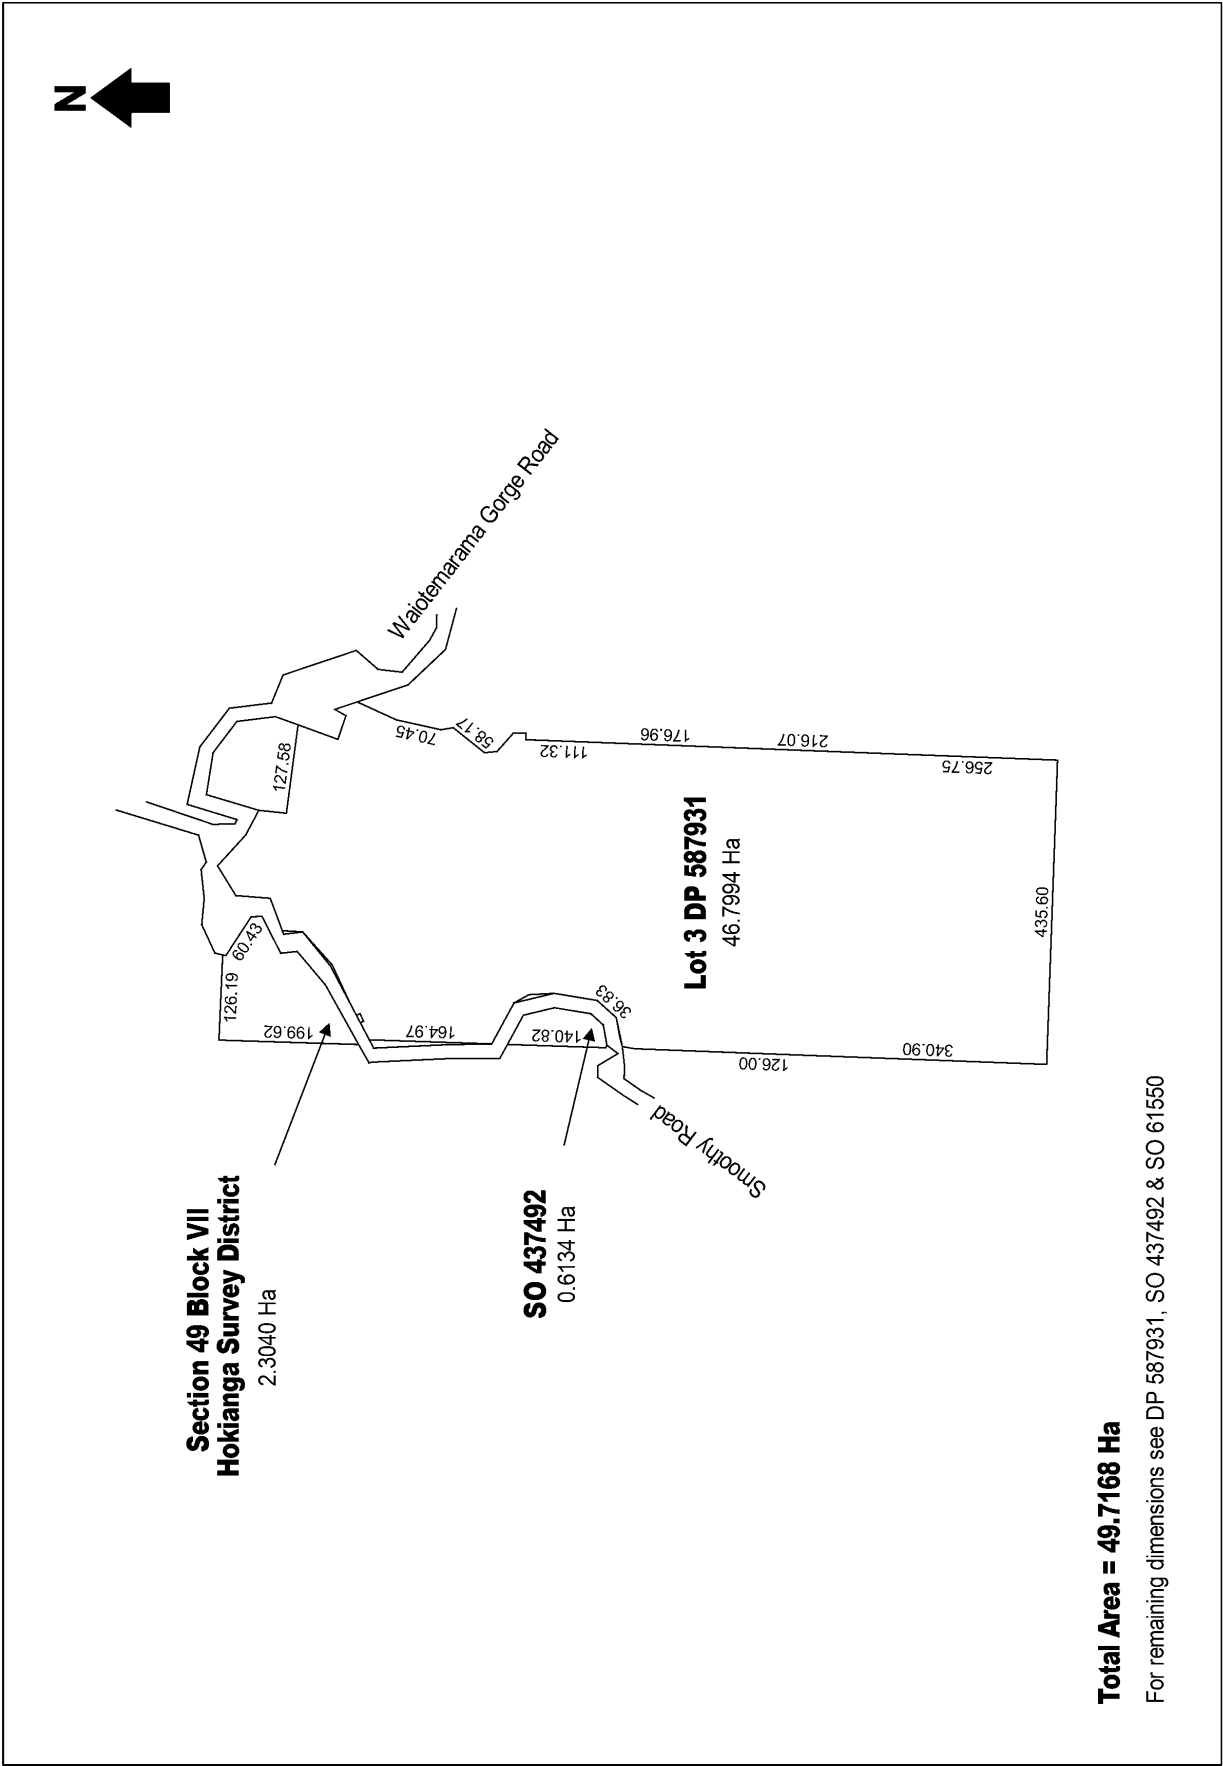 N
Waiotemarama Gorge Road
127.58
70.45
58.17
60.43
126.19
199.62
164.97
140.82
36.83
111.32
176.96
216.07
256.75
126.00
340.90
435.60
Section 49 Block VII
Hokianga Survey District
2.3040 Ha
SO 437492
0.6134 Ha
Smoothy Road
Lot 3 DP 587931
46.7994 Ha
Total Area = 49.7168 Ha
For remaining dimensions see DP 587931, SO 437492 & SO 61550